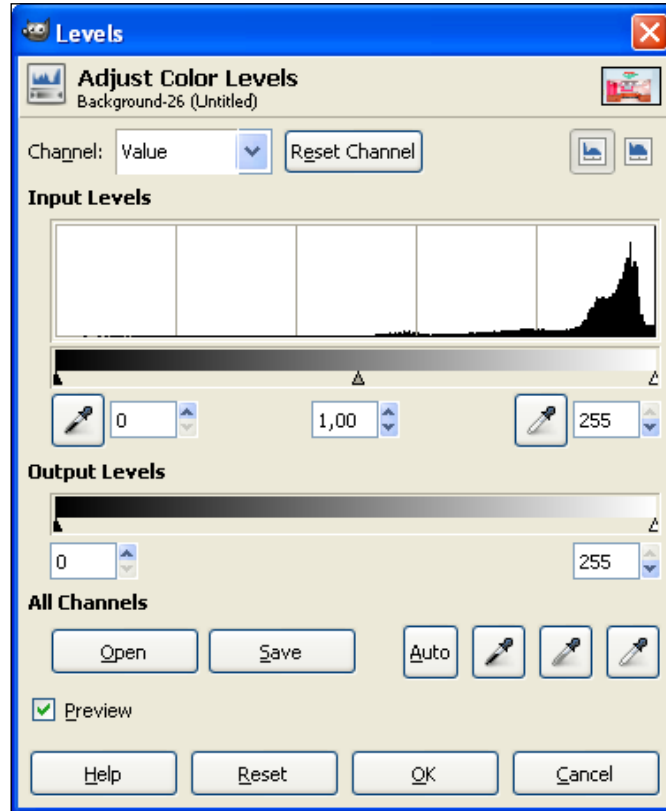 Levels
Adjust Color Levels
Background-26 (Untitled)
Channel: Value Reset Channel
Input Levels
0 1,00 255
Output Levels
0 255
All Channels
Open Save Auto
Preview
Help Reset OK Cancel